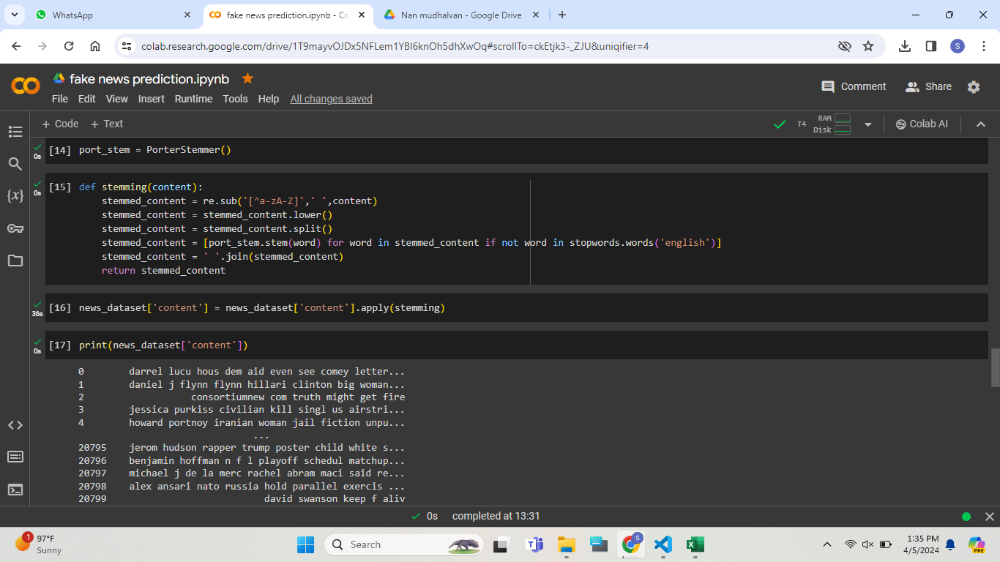 WhatsApp
fake news prediction.ipynb - Co
Nan mudhalvan - Google Drive
colab.research.google.com/drive/1T9mayvOJDx5NFLem1YBI6knOh5dhXwOq#scrollTo=ckEtjk3-_ZJU&uniqifier=4
S
fake news prediction.ipynb
File Edit View Insert Runtime Tools Help All changes saved
Comment
Share
+ Code + Text
T4
RAM
Disk
Colab AI
0s
[14] port_stem = PorterStemmer()
0s
[15] def stemming(content):
stemmed_content = re.sub('[^a-zA-Z]',' ',content)
stemmed_content = stemmed_content.lower()
stemmed_content = stemmed_content.split()
stemmed_content = [port_stem.stem(word) for word in stemmed_content if not word in stopwords.words('english')]
stemmed_content = ' '.join(stemmed_content)
return stemmed_content
36s
[16] news_dataset['content'] = news_dataset['content'].apply(stemming)
0s
[17] print(news_dataset['content'])
0 darrel lucu hous dem aid even see comey letter...
1 daniel j flynn flynn hillari clinton big woman...
2 consortiumnew com truth might get fire
3 jessica purkiss civilian kill singl us airstri...
4 howard portnoy iranian woman jail fiction unpu...
...
20795 jerom hudson rapper trump poster child white s...
20796 benjamin hoffman n f l playoff schedul matchup...
20797 michael j de la merc rachel abram maci said re...
20798 alex ansari nato russia hold parallel exercis ...
20799 david swanson keep f aliv
0s completed at 13:31
1
97°F
Sunny
Search
S
1:35 PM
4/5/2024
PRE